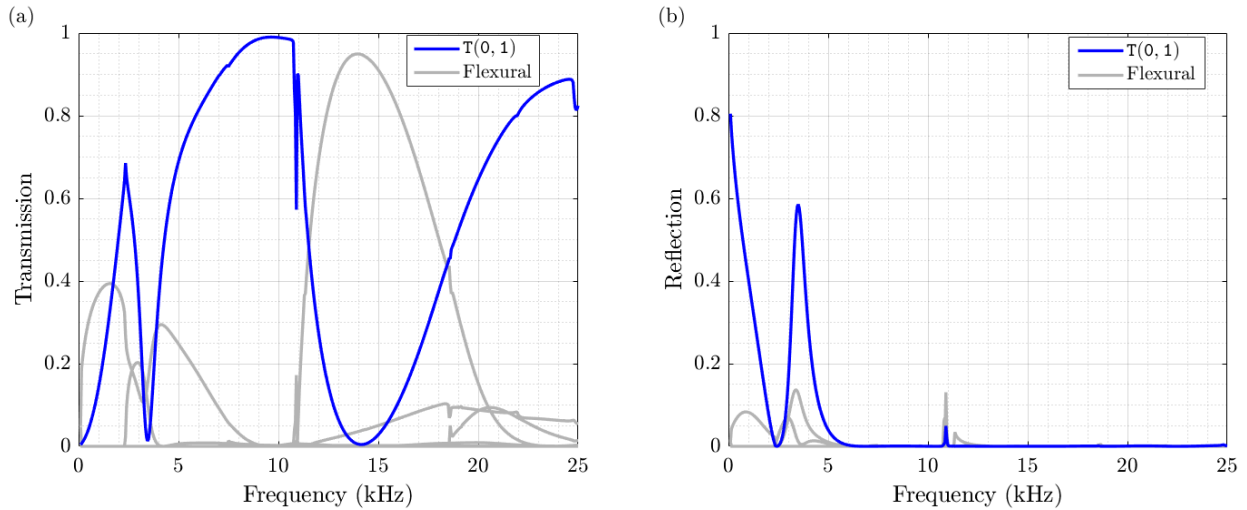 (a)
1
0.8
0.6
0.4
0.2
0
Transmission
T(0, 1)
Flexural
0 5 10 15 20 25
Frequency (kHz)
(b)
1
0.8
0.6
0.4
0.2
0
Reflection
T(0, 1)
Flexural
0 5 10 15 20 25
Frequency (kHz)